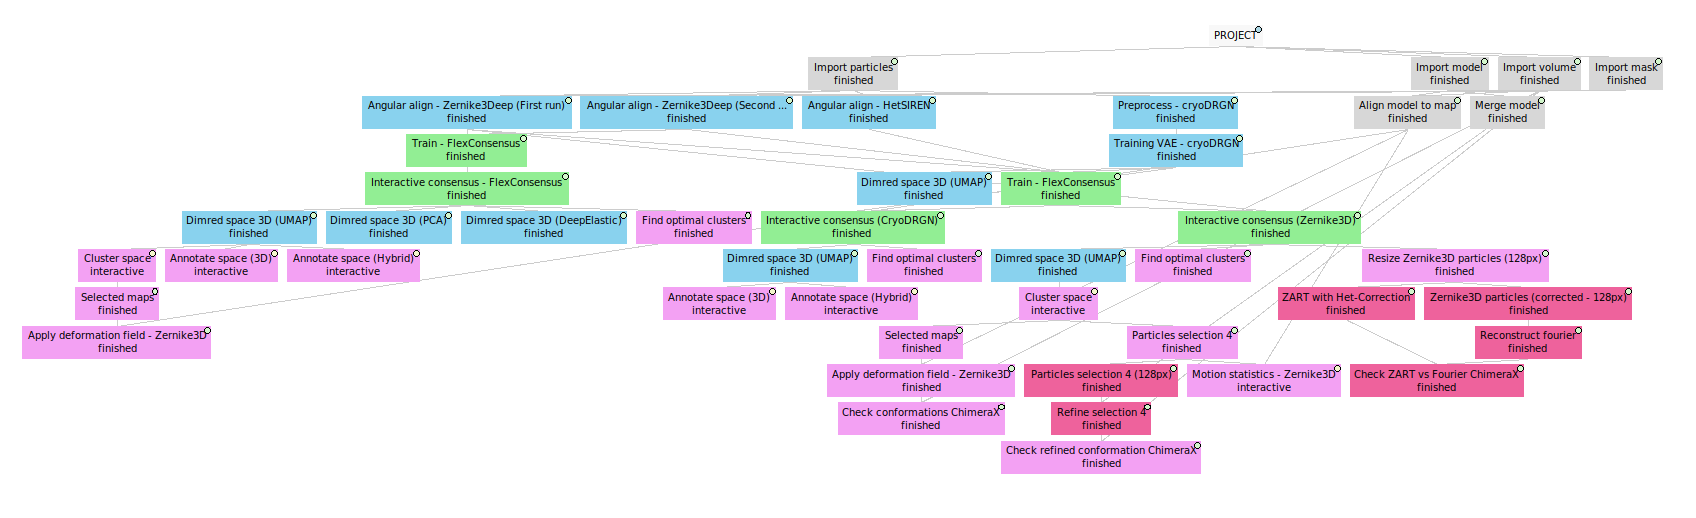 PROJECT
Import particles
finished
Import model
finished
Import volume
finished
Import mask
finished
Angular align - Zernike3Deep (First run)
finished
Angular align - Zernike3Deep (Second ...
finished
Angular align - HetSIREN
finished
Preprocess - cryoDRGN
finished
Align model to map
finished
Merge model
finished
Train - FlexConsensus
finished
Training VAE - cryoDRGN
finished
Interactive consensus - FlexConsensus
finished
Dimred space 3D (UMAP)
finished
Train - FlexConsensus
finished
Dimred space 3D (UMAP)
finished
Dimred space 3D (PCA)
finished
Dimred space 3D (DeepElastic)
finished
Find optimal clusters
finished
Interactive consensus (CryoDRGN)
finished
Interactive consensus (Zernike3D)
finished
Cluster space
interactive
Annotate space (3D)
interactive
Annotate space (Hybrid)
interactive
Dimred space 3D (UMAP)
finished
Find optimal clusters
finished
Dimred space 3D (UMAP)
finished
Find optimal clusters
finished
Resize Zernike3D particles (128px)
finished
Selected maps
finished
Annotate space (3D)
interactive
Annotate space (Hybrid)
interactive
Cluster space
interactive
ZART with Het-Correction
finished
Zernike3D particles (corrected - 128px)
finished
Apply deformation field - Zernike3D
finished
Selected maps
finished
Particles selection 4
finished
Reconstruct fourier
finished
Apply deformation field - Zernike3D
finished
Particles selection 4 (128px)
finished
Motion statistics - Zernike3D
interactive
Check ZART vs Fourier ChimeraX
finished
Check conformations ChimeraX
finished
Refine selection 4
finished
Check refined conformation ChimeraX
finished